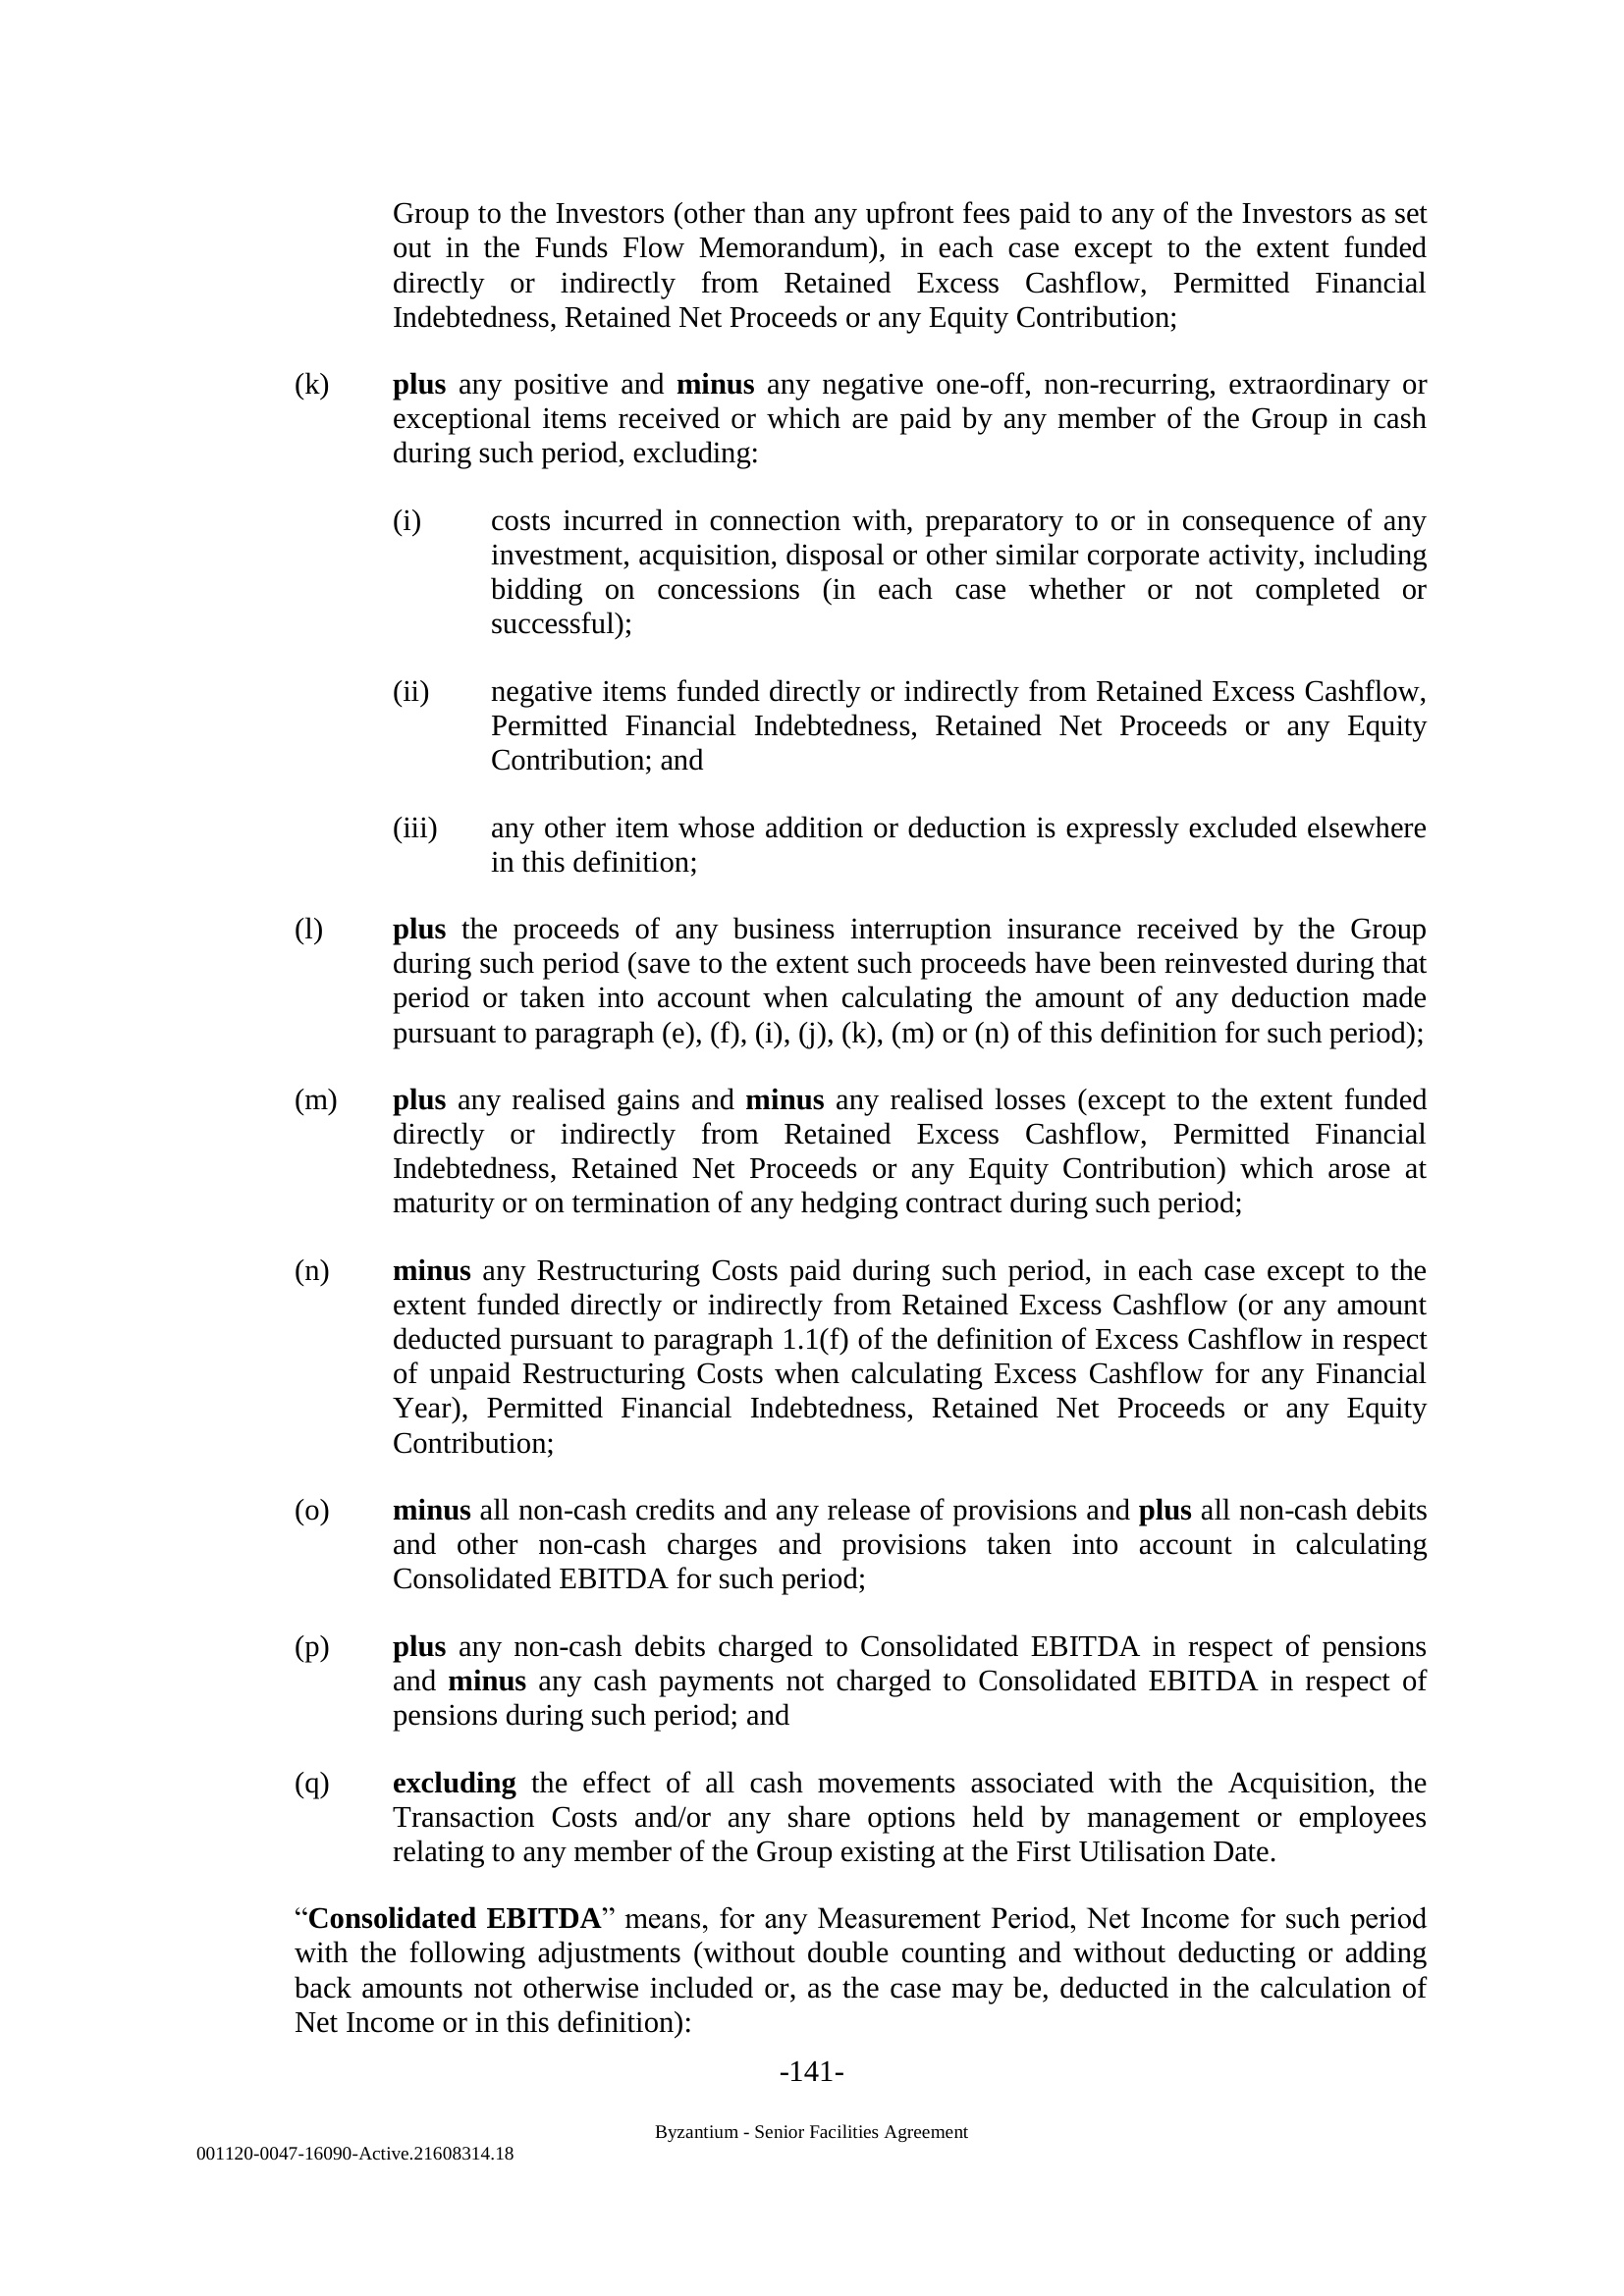 Group to the Investors (other than any upfront fees paid to any of the Investors as set
out in the Funds Flow Memorandum), in each case except to the extent funded
directly or indirectly from Retained Excess Cashflow, Permitted Financial
Indebtedness, Retained Net Proceeds or any Equity Contribution;
(k) plus any positive and minus any negative one-off, non-recurring, extraordinary or
exceptional items received or which are paid by any member of the Group in cash
during such period, excluding:
(i) costs incurred in connection with, preparatory to or in consequence of any
investment, acquisition, disposal or other similar corporate activity, including
bidding on concessions (in each case whether or not completed or
successful);
(ii) negative items funded directly or indirectly from Retained Excess Cashflow,
Permitted Financial Indebtedness, Retained Net Proceeds or any Equity
Contribution; and
(iii) any other item whose addition or deduction is expressly excluded elsewhere
in this definition;
(l) plus the proceeds of any business interruption insurance received by the Group
during such period (save to the extent such proceeds have been reinvested during that
period or taken into account when calculating the amount of any deduction made
pursuant to paragraph (e), (f), (i), (j), (k), (m) or (n) of this definition for such period);
(m) plus any realised gains and minus any realised losses (except to the extent funded
directly or indirectly from Retained Excess Cashflow, Permitted Financial
Indebtedness, Retained Net Proceeds or any Equity Contribution) which arose at
maturity or on termination of any hedging contract during such period;
(n) minus any Restructuring Costs paid during such period, in each case except to the
extent funded directly or indirectly from Retained Excess Cashflow (or any amount
deducted pursuant to paragraph 1.1(f) of the definition of Excess Cashflow in respect
of unpaid Restructuring Costs when calculating Excess Cashflow for any Financial
Year), Permitted Financial Indebtedness, Retained Net Proceeds or any Equity
Contribution;
(o) minus all non-cash credits and any release of provisions and plus all non-cash debits
and other non-cash charges and provisions taken into account in calculating
Consolidated EBITDA for such period;
(p) plus any non-cash debits charged to Consolidated EBITDA in respect of pensions
and minus any cash payments not charged to Consolidated EBITDA in respect of
pensions during such period; and
(q) excluding the effect of all cash movements associated with the Acquisition, the
Transaction Costs and/or any share options held by management or employees
relating to any member of the Group existing at the First Utilisation Date.
“Consolidated EBITDA” means, for any Measurement Period, Net Income for such period
with the following adjustments (without double counting and without deducting or adding
back amounts not otherwise included or, as the case may be, deducted in the calculation of
Net Income or in this definition):
-141-
Byzantium - Senior Facilities Agreement
001120-0047-16090-Active.21608314.18